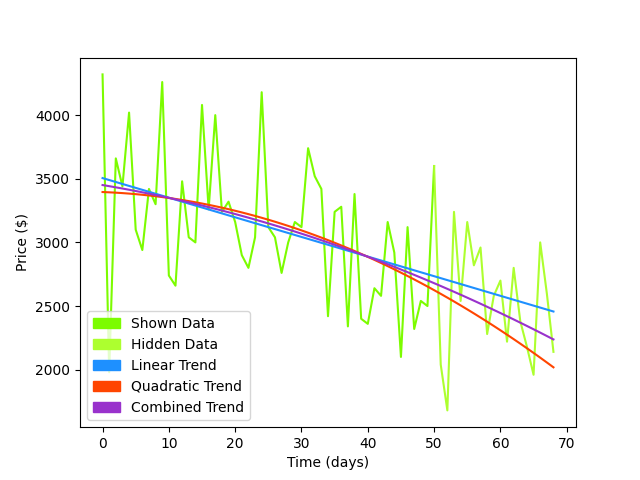 Price ($)
4000
3500
3000
2500
2000
Shown Data
Hidden Data
Linear Trend
Quadratic Trend
Combined Trend
0 10 20 30 40 50 60 70
Time (days)